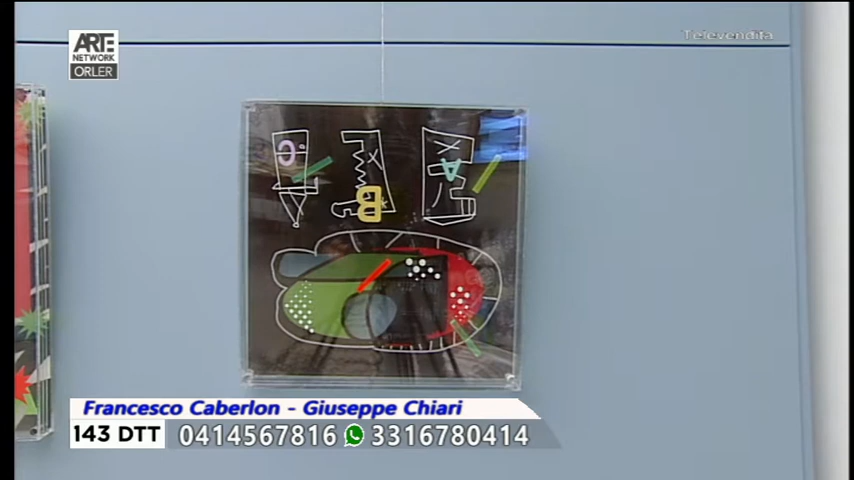 ARTE
NETWORK
ORLER
Televendita
C
B
A
Francesco Caberlon - Giuseppe Chiari
143 DTT
0414567816 3316780414